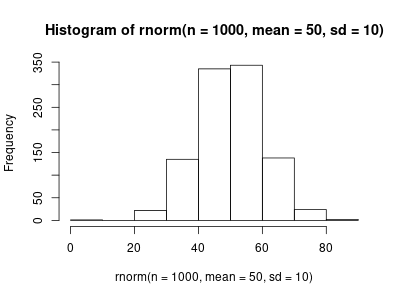 Histogram of rnorm(n = 1000, mean = 50, sd = 10)
Frequency
350
250
150
50
0
0 20 40 60 80
rnorm(n = 1000, mean = 50, sd = 10)